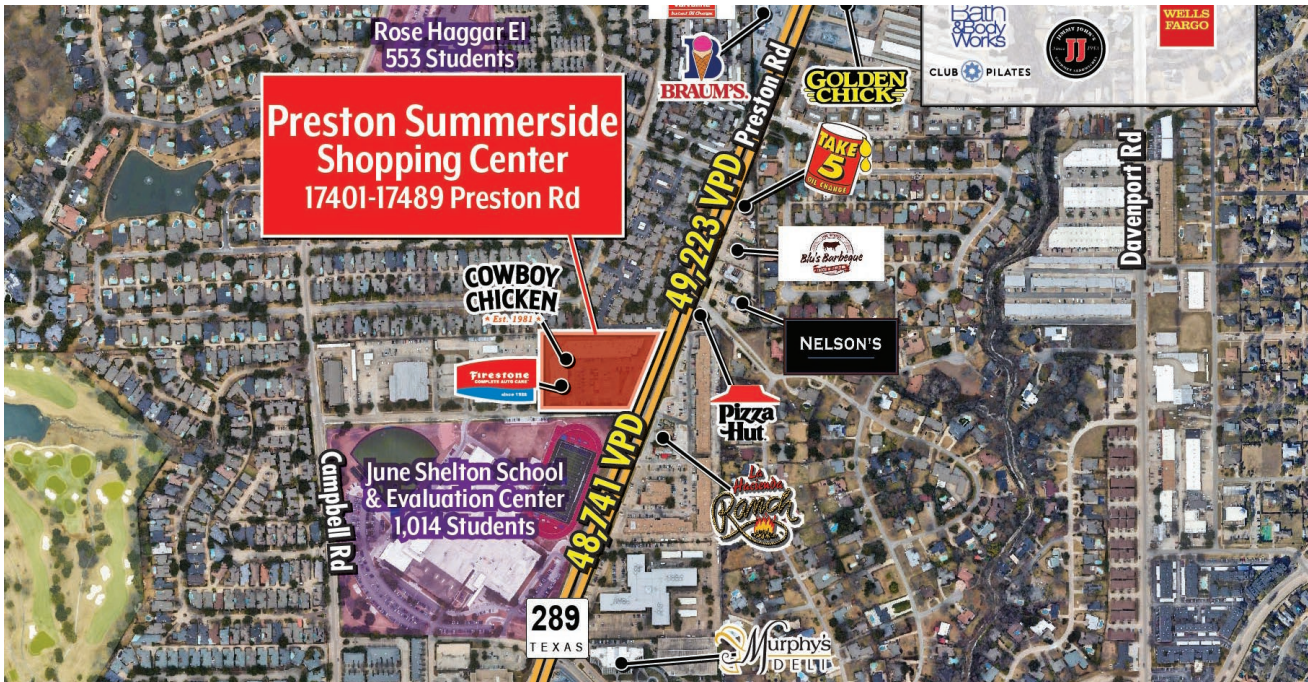 Rose Haggar El
553 Students
Preston Summerside
Shopping Center
17401-17489 Preston Rd
B
BRAUM'S.
Preston Rd
GOLDEN
CHICK
Bath
&Body
Works
CLUB PILATES
JIMMY JOHN'S
JJ
WELLS
FARGO
TAKE
5
OIL CHANGE
49,223 VPD
Davenport Rd
Blu's Barbeque
NELSON'S
COWBOY
CHICKEN
Est. 1981
Firestone
COMPLETE AUTO CARE
Pizza
Hut
June Shelton School
& Evaluation Center
1,014 Students
Campbell Rd
48,741 VPD
La
Hacienda
Ranch
289
TEXAS
Murphy's
DELI